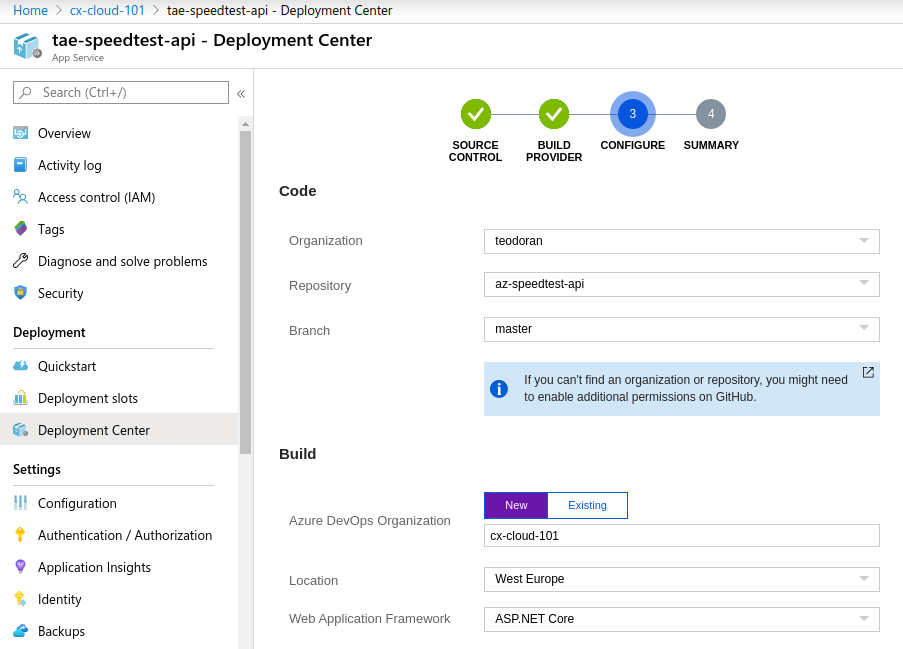 Home > cx-cloud-101 > tae-speedtest-api - Deployment Center
tae-speedtest-api - Deployment Center
App Service
Search (Ctrl+/)
«
Overview
Activity log
Access control (IAM)
Tags
Diagnose and solve problems
Security
Deployment
Quickstart
Deployment slots
Deployment Center
Settings
Configuration
Authentication / Authorization
Application Insights
Identity
Backups
3
4
SOURCE CONTROL
BUILD PROVIDER
CONFIGURE
SUMMARY
Code
Organization
teodoran
Repository
az-speedtest-api
Branch
master
If you can't find an organization or repository, you might need
to enable additional permissions on GitHub.
Build
Azure DevOps Organization
New
Existing
cx-cloud-101
Location
West Europe
Web Application Framework
ASP.NET Core